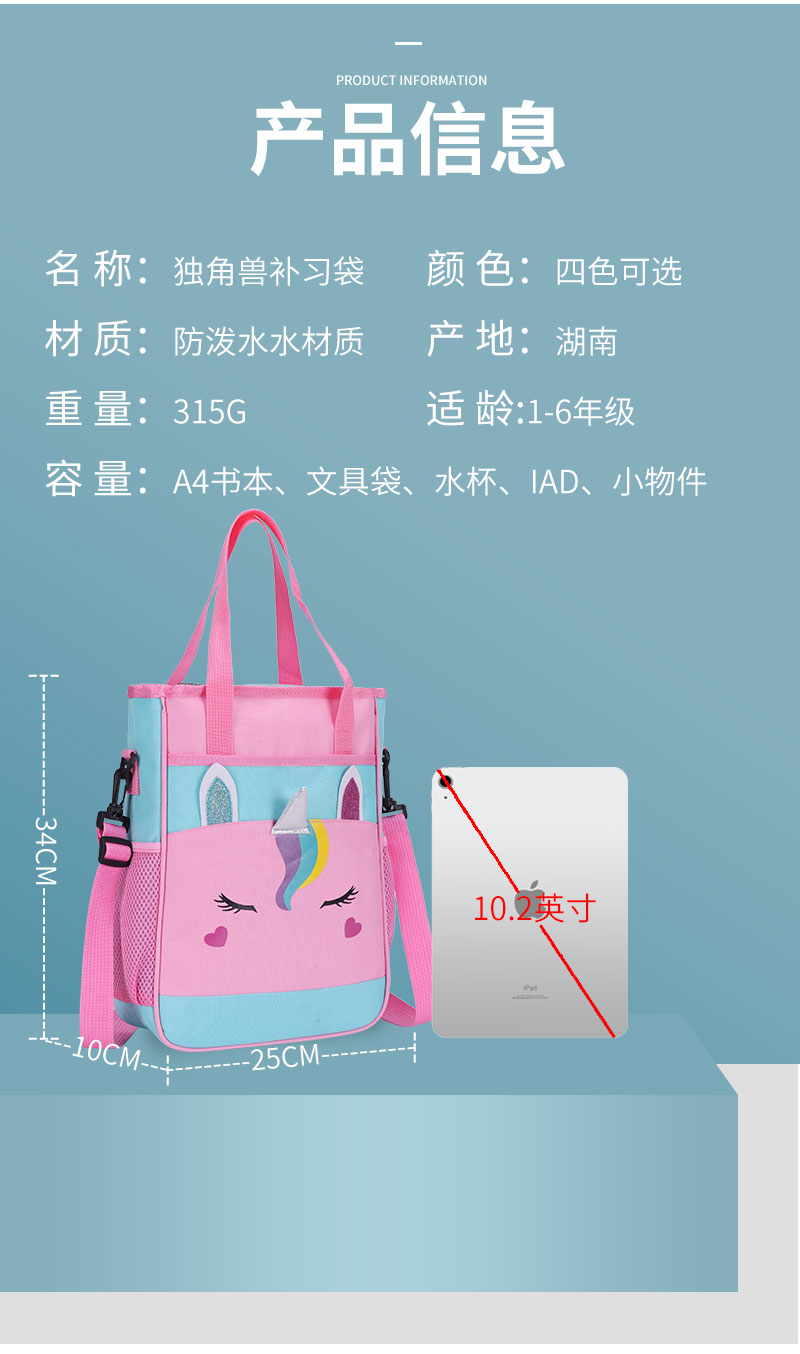 PRODUCT INFORMATION
产品信息
名 称：独角兽补习袋 颜 色：四色可选
材 质：防泼水水材质 产 地：湖南
重 量：315G 适 龄:1-6年级
容 量：A4书本、文具袋、水杯、IAD、小物件
34CM
10.2英寸
iPad
10CM
25CM